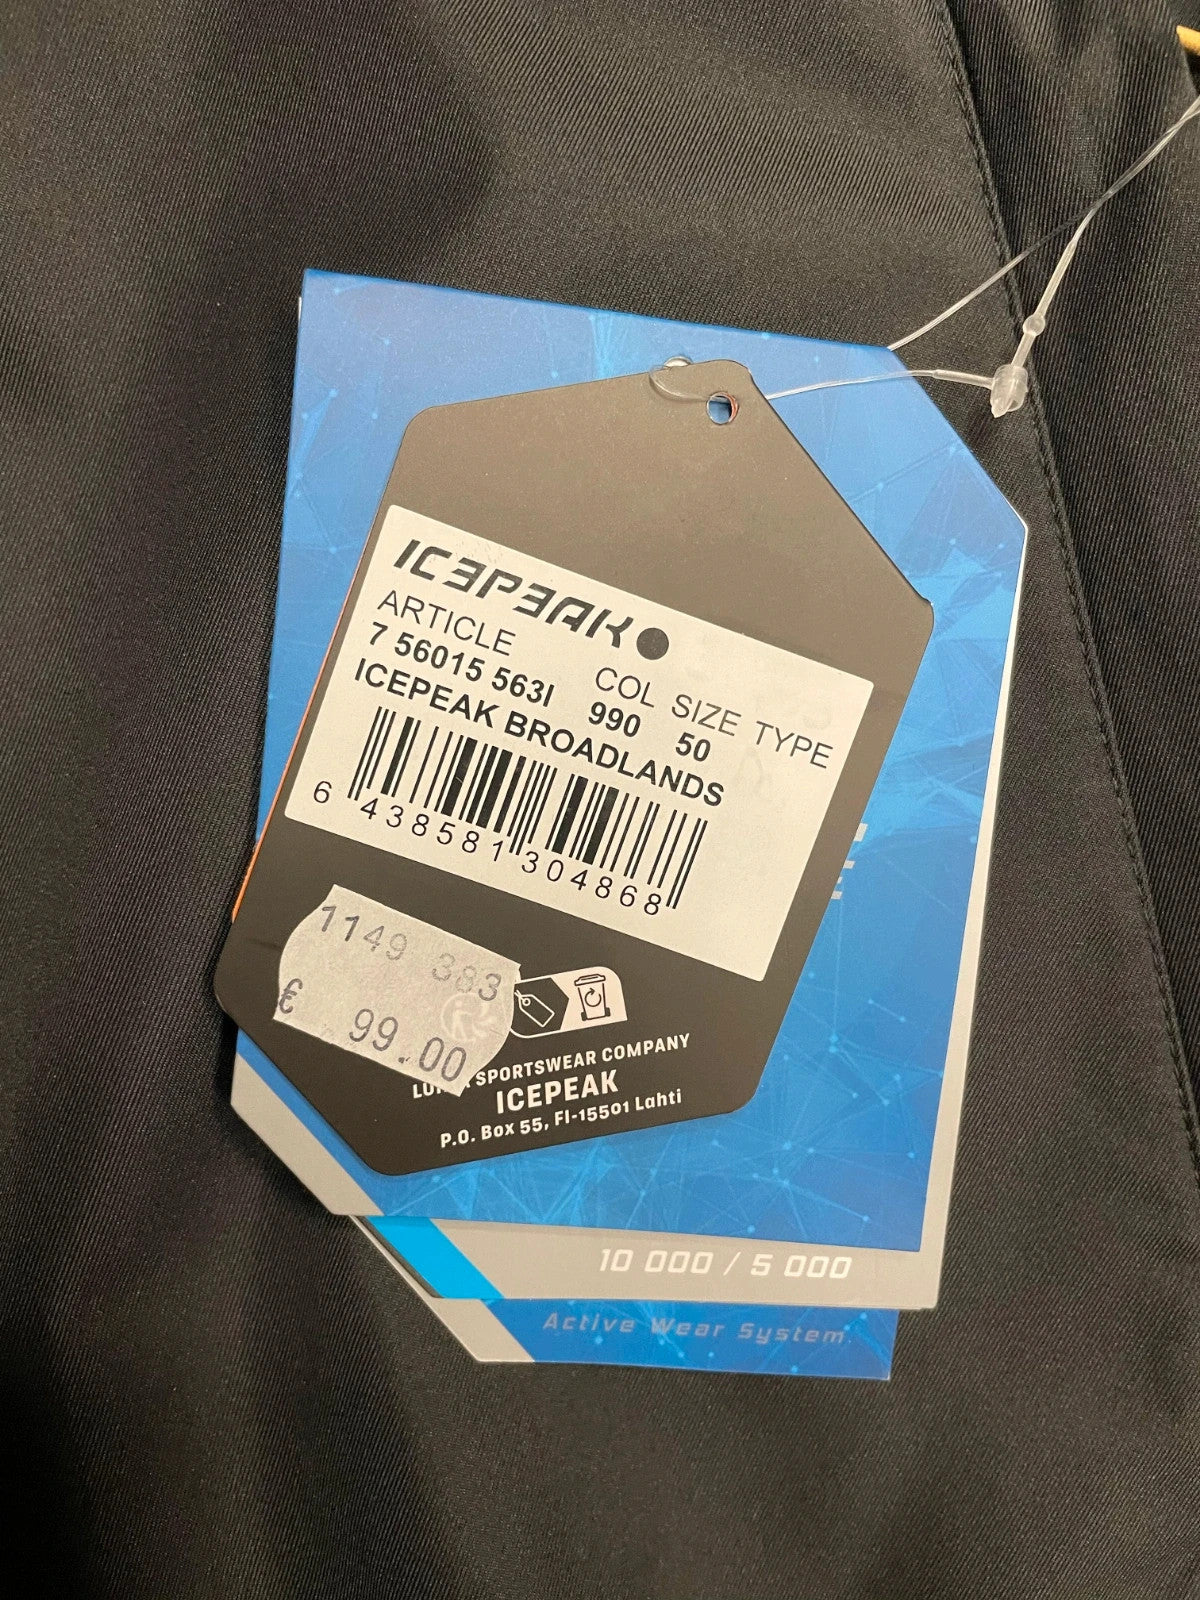 ICEPEAK
ARTICLE COL SIZE TYPE
7 56015 563I 990 50
ICEPEAK BROADLANDS
6 438581 304868
1149 383
€ 99.00
SPORTSWEAR COMPANY
ICEPEAK
P.O. Box 55, FI-15501 Lahti
10 000 / 5 000
Active Wear System